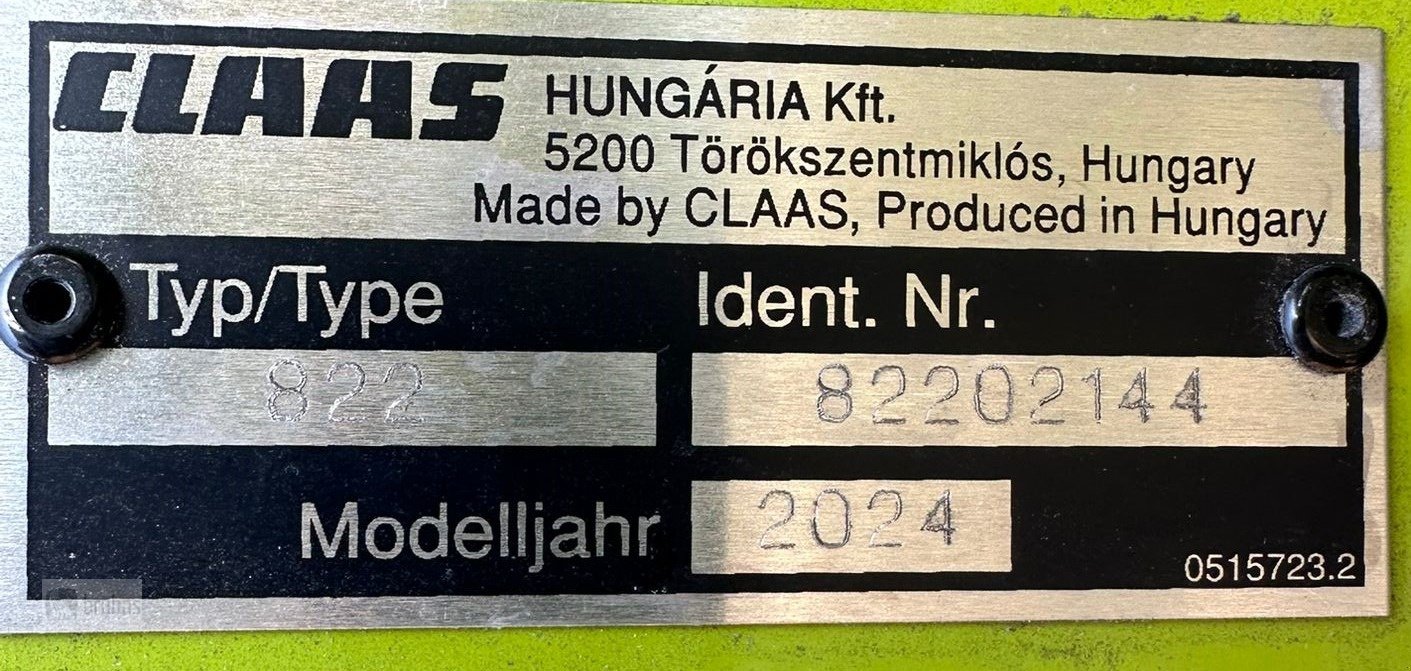 CLAAS HUNGÁRIA Kft.
5200 Törökszentmiklós, Hungary
Made by CLAAS, Produced in Hungary
Typ/Type Ident. Nr.
822 82202144
Modelljahr 2024
0515723.2